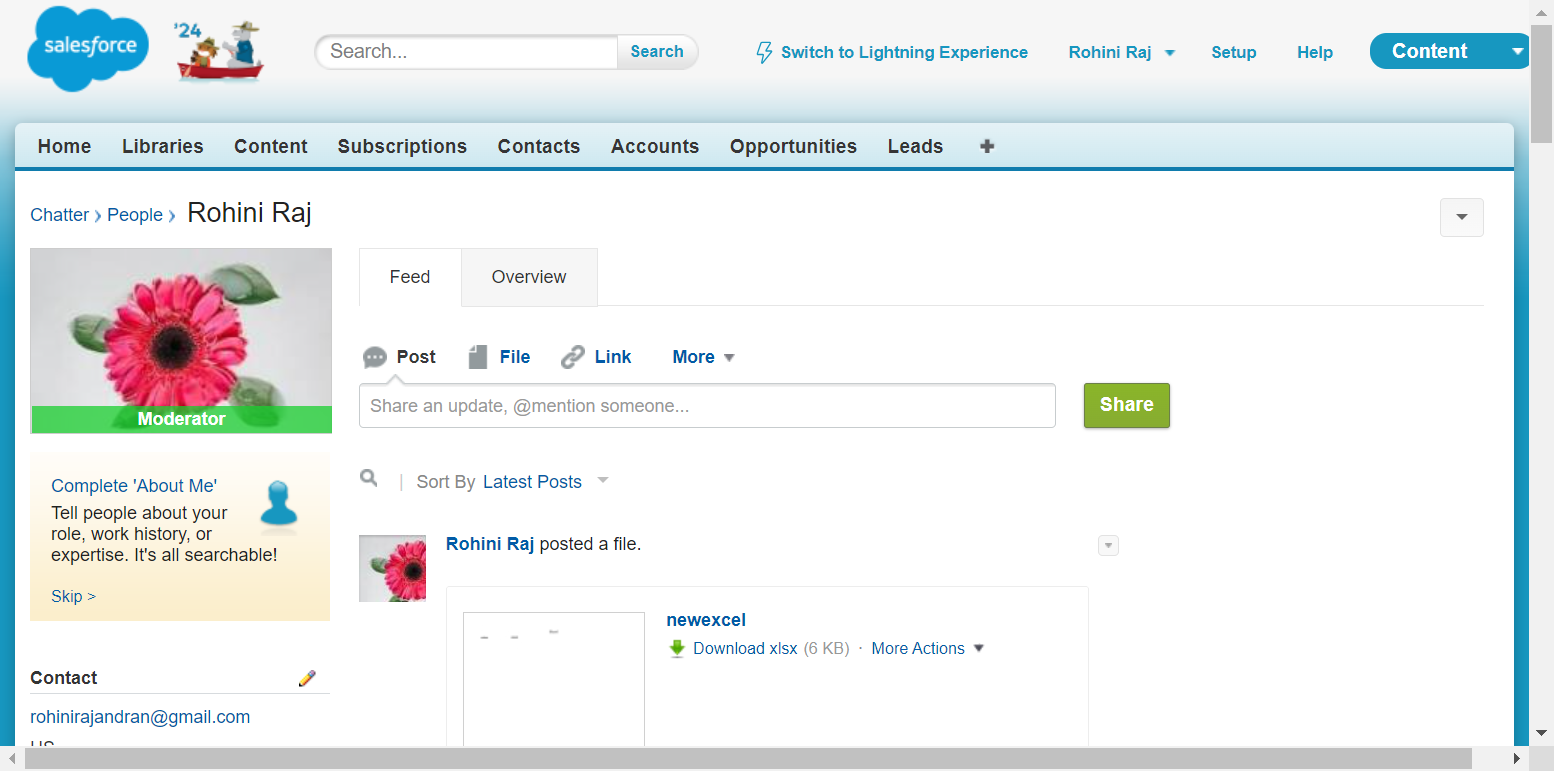 salesforce
'24
Search...
Search
Switch to Lightning Experience
Rohini Raj
Setup
Help
Content
Home
Libraries
Content
Subscriptions
Contacts
Accounts
Opportunities
Leads
Chatter › People › Rohini Raj
Feed
Overview
Post
File
Link
More
Share an update, @mention someone...
Share
Moderator
Complete 'About Me'
Tell people about your
role, work history, or
expertise. It's all searchable!
Skip >
Sort By Latest Posts
Rohini Raj posted a file.
newexcel
Download xlsx (6 KB) · More Actions
Contact
rohinirajandran@gmail.com
US